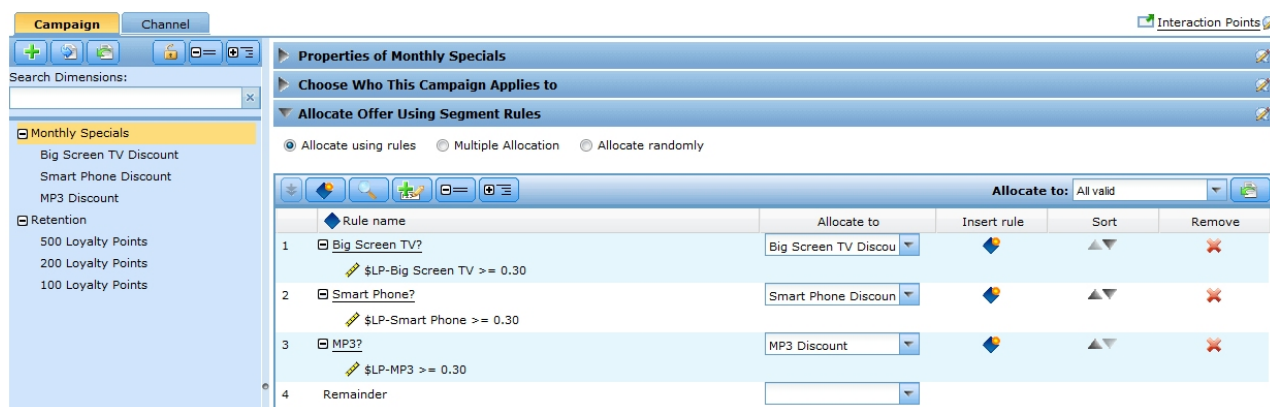 Campaign Channel
Interaction Points
Search Dimensions:
Monthly Specials
Big Screen TV Discount
Smart Phone Discount
MP3 Discount
Retention
500 Loyalty Points
200 Loyalty Points
100 Loyalty Points
Properties of Monthly Specials
Choose Who This Campaign Applies to
Allocate Offer Using Segment Rules
Allocate using rules Multiple Allocation Allocate randomly
Allocate to: All valid
Rule name Allocate to Insert rule Sort Remove
1 Big Screen TV? Big Screen TV Discou
$LP-Big Screen TV >= 0.30
2 Smart Phone? Smart Phone Discoun
$LP-Smart Phone >= 0.30
3 MP3? MP3 Discount
$LP-MP3 >= 0.30
4 Remainder